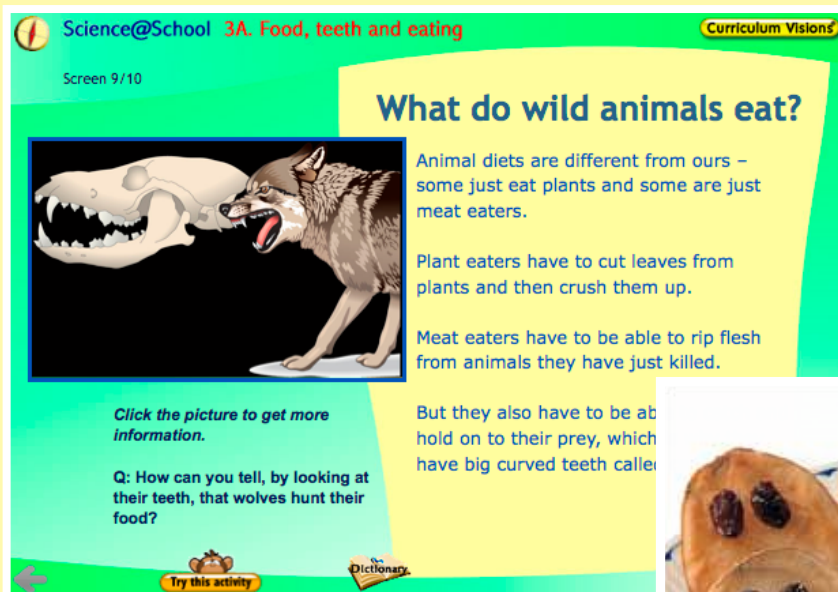 Science@School 3A. Food, teeth and eating
Curriculum Visions
Screen 9/10
What do wild animals eat?
Animal diets are different from ours –
some just eat plants and some are just
meat eaters.
Plant eaters have to cut leaves from
plants and then crush them up.
Meat eaters have to be able to rip flesh
from animals they have just killed.
But they also have to be
hold on to their prey, which
have big curved teeth
Click the picture to get more
information.
Q: How can you tell, by looking at
their teeth, that wolves hunt their
food?
Try this activity
Dictionary